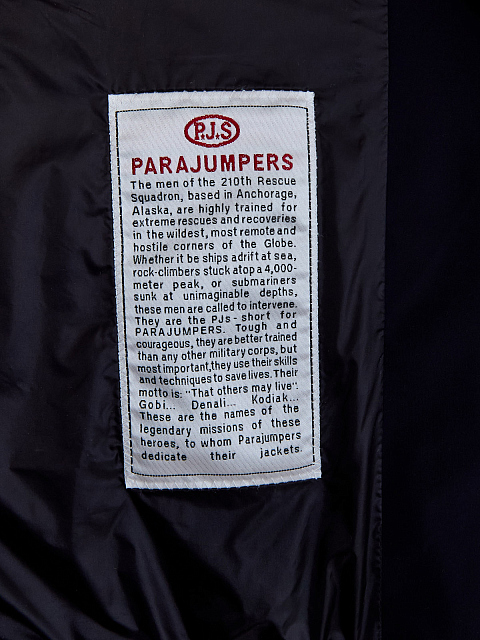 P.J.S
PARAJUMPERS
The men of the 210th Rescue
Squadron, based in Anchorage,
Alaska, are highly trained for
extreme rescues and recoveries
in the wildest, most remote and
hostile corners of the Globe.
Whether it be ships adrift at sea,
rock-climbers stuck atop a 4,000-
meter peak, or submariners
sunk at unimaginable depths,
these men are called to intervene.
They are the PJs - short for
PARAJUMPERS. Tough and
courageous, they are better trained
than any other military corps, but
most important,they use their skills
and techniques to save lives. Their
motto is: "That others may live".
Gobi... Denali... Kodiak...
These are the names of the
legendary missions of these
heroes, to whom Parajumpers
dedicate their jackets.